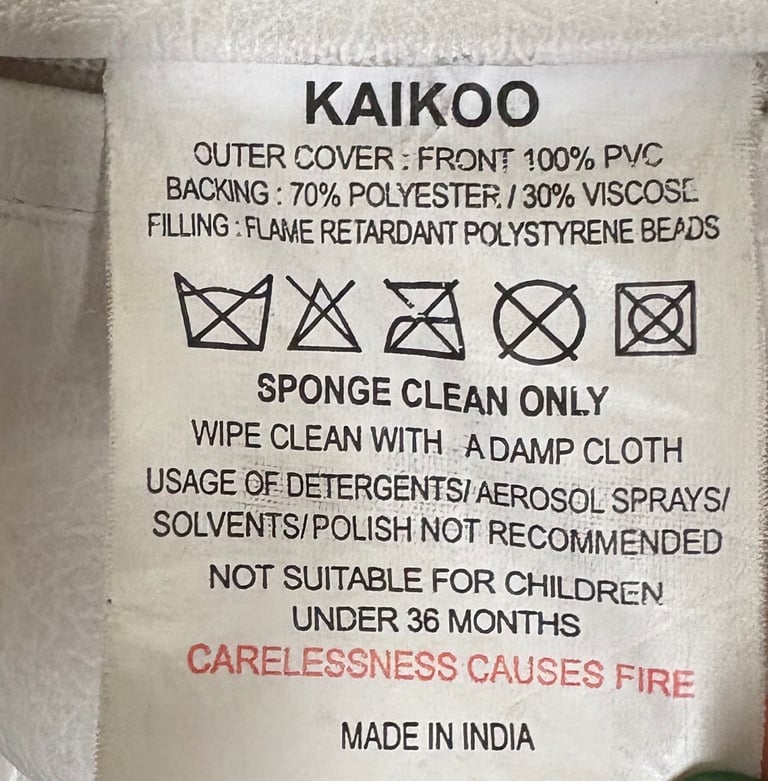 KAIKOO
OUTER COVER : FRONT 100% PVC
BACKING : 70% POLYESTER / 30% VISCOSE
FILLING : FLAME RETARDANT POLYSTYRENE BEADS
SPONGE CLEAN ONLY
WIPE CLEAN WITH A DAMP CLOTH
USAGE OF DETERGENTS/ AEROSOL SPRAYS/
SOLVENTS/ POLISH NOT RECOMMENDED
NOT SUITABLE FOR CHILDREN
UNDER 36 MONTHS
CARELESSNESS CAUSES FIRE
MADE IN INDIA